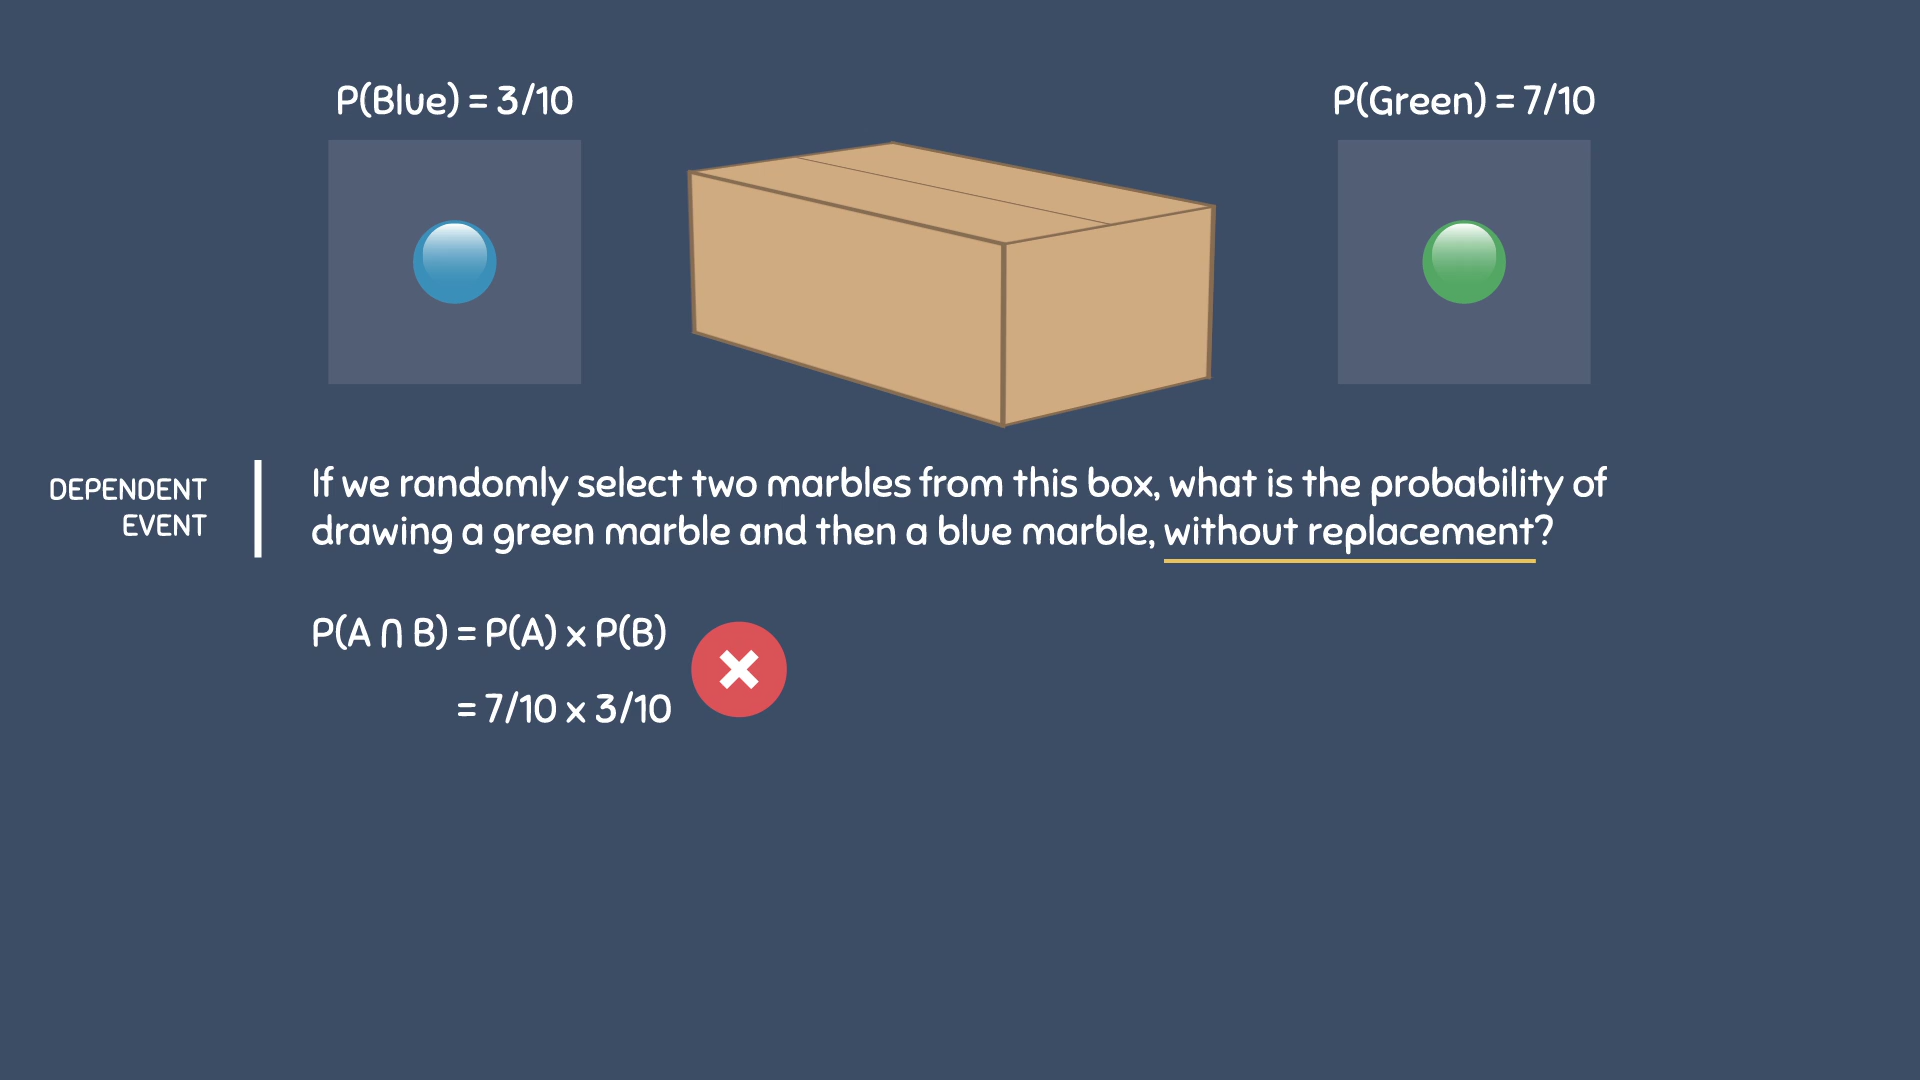 P(Blue) = 3/10
P(Green) = 7/10
DEPENDENT
EVENT
If we randomly select two marbles from this box, what is the probability of
drawing a green marble and then a blue marble, without replacement?
P(A ∩ B) = P(A) x P(B)
= 7/10 x 3/10